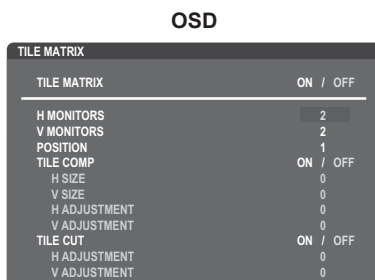 OSD
TILE MATRIX
TILE MATRIX ON / OFF
H MONITORS 2
V MONITORS 2
POSITION 1
TILE COMP ON / OFF
H SIZE 0
V SIZE 0
H ADJUSTMENT 0
V ADJUSTMENT 0
TILE CUT ON / OFF
H ADJUSTMENT 0
V ADJUSTMENT 0